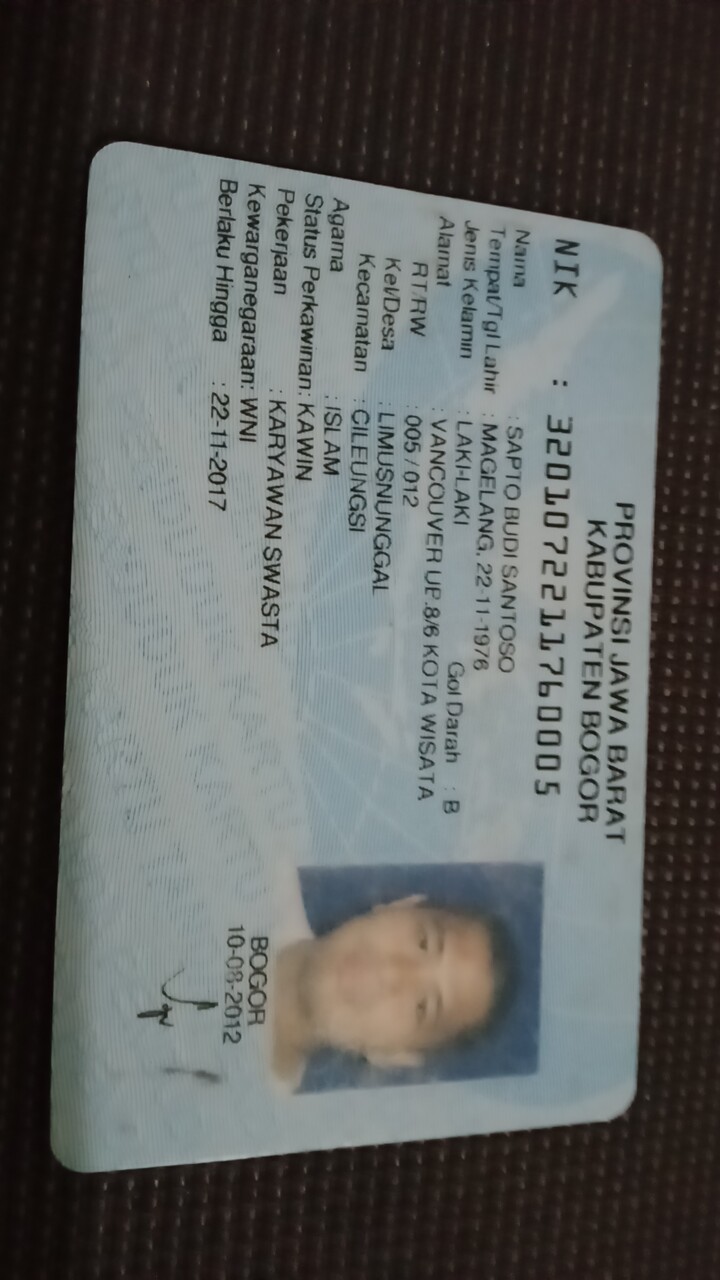 PROVINSI JAWA BARAT
KABUPATEN BOGOR
NIK : 3201072211760005
Nama : SAPTO BUDI SANTOSO
Tempat/Tgl Lahir : MAGELANG, 22-11-1976
Jenis Kelamin : LAKI-LAKI Gol Darah : B
Alamat : VANCOUVER UP.8/6 KOTA WISATA
RT/RW : 005 / 012
Kel/Desa : LIMUSNUNGGAL
Kecamatan : CILEUNGSI
Agama : ISLAM
Status Perkawinan: KAWIN
Pekerjaan : KARYAWAN SWASTA
Kewarganegaraan: WNI
Berlaku Hingga : 22-11-2017
BOGOR
10-08-2012